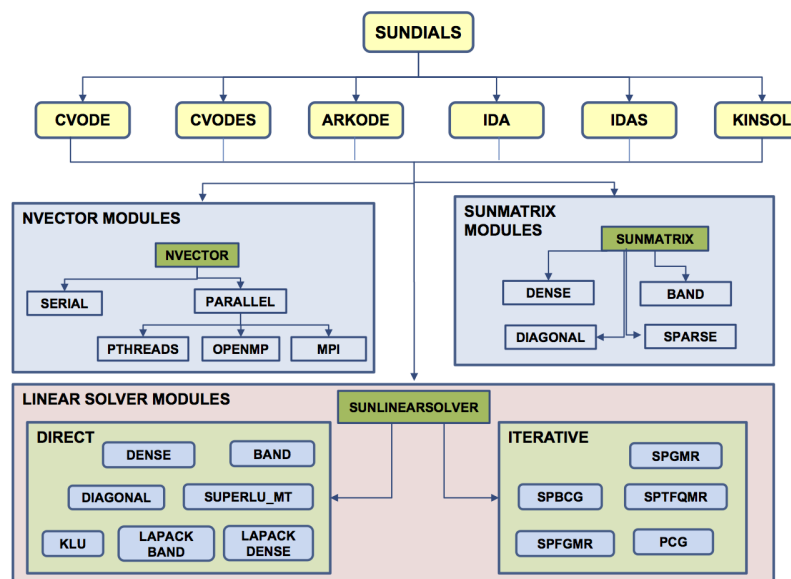 SUNDIALS
CVODE
CVODES
ARKODE
IDA
IDAS
KINSOL
NVECTOR MODULES
NVECTOR
SERIAL
PARALLEL
PTHREADS
OPENMP
MPI
SUNMATRIX
MODULES
SUNMATRIX
DENSE
BAND
DIAGONAL
SPARSE
LINEAR SOLVER MODULES
SUNLINEARSOLVER
DIRECT
DENSE
BAND
DIAGONAL
SUPERLU_MT
KLU
LAPACK
BAND
LAPACK
DENSE
ITERATIVE
SPGMR
SPBCG
SPTFQMR
SPFGMR
PCG